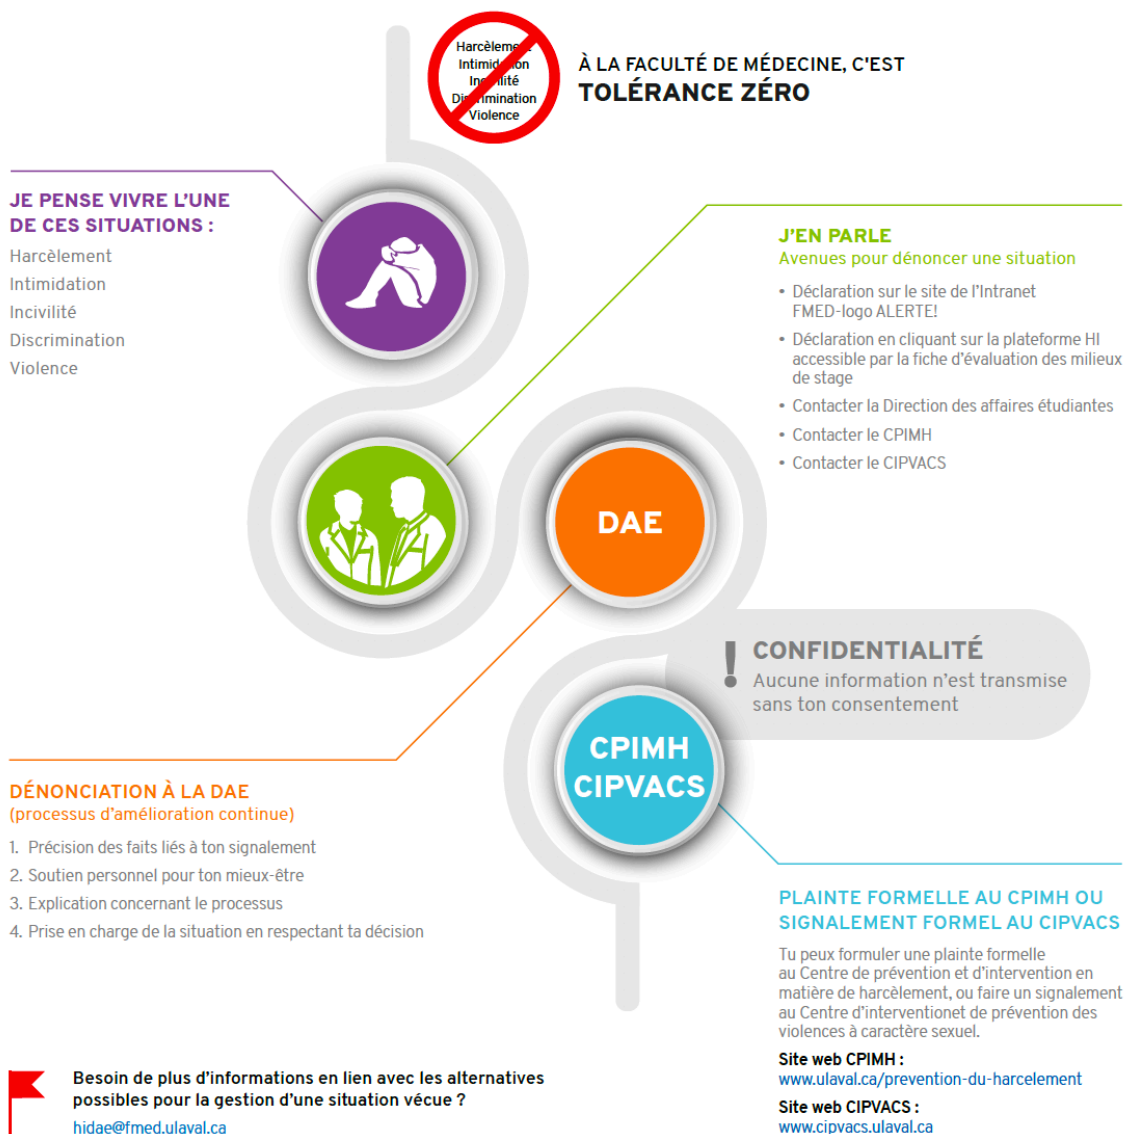 Harcèlement
Intimidation
Incivilité
Discrimination
Violence
À LA FACULTÉ DE MÉDECINE, C'EST
TOLÉRANCE ZÉRO
JE PENSE VIVRE L’UNE
DE CES SITUATIONS :
Harcèlement
Intimidation
Incivilité
Discrimination
Violence
J’EN PARLE
Avenues pour dénoncer une situation
• Déclaration sur le site de l’Intranet
FMED-logo ALERTE!
• Déclaration en cliquant sur la plateforme HI
accessible par la fiche d’évaluation des milieux
de stage
• Contacter la Direction des affaires étudiantes
• Contacter le CPIMH
• Contacter le CIPVACS
DAE
! CONFIDENTIALITÉ
Aucune information n’est transmise
sans ton consentement
CPIMH
CIPVACS
DÉNONCIATION À LA DAE
(processus d’amélioration continue)
1. Précision des faits liés à ton signalement
2. Soutien personnel pour ton mieux-être
3. Explication concernant le processus
4. Prise en charge de la situation en respectant ta décision
PLAINTE FORMELLE AU CPIMH OU
SIGNALEMENT FORMEL AU CIPVACS
Tu peux formuler une plainte formelle
au Centre de prévention et d’intervention en
matière de harcèlement, ou faire un signalement
au Centre d’interventionet de prévention des
violences à caractère sexuel.
Site web CPIMH :
www.ulaval.ca/prevention-du-harcelement
Site web CIPVACS :
www.cipvacs.ulaval.ca
Besoin de plus d’informations en lien avec les alternatives
possibles pour la gestion d’une situation vécue ?
hidae@fmed.ulaval.ca